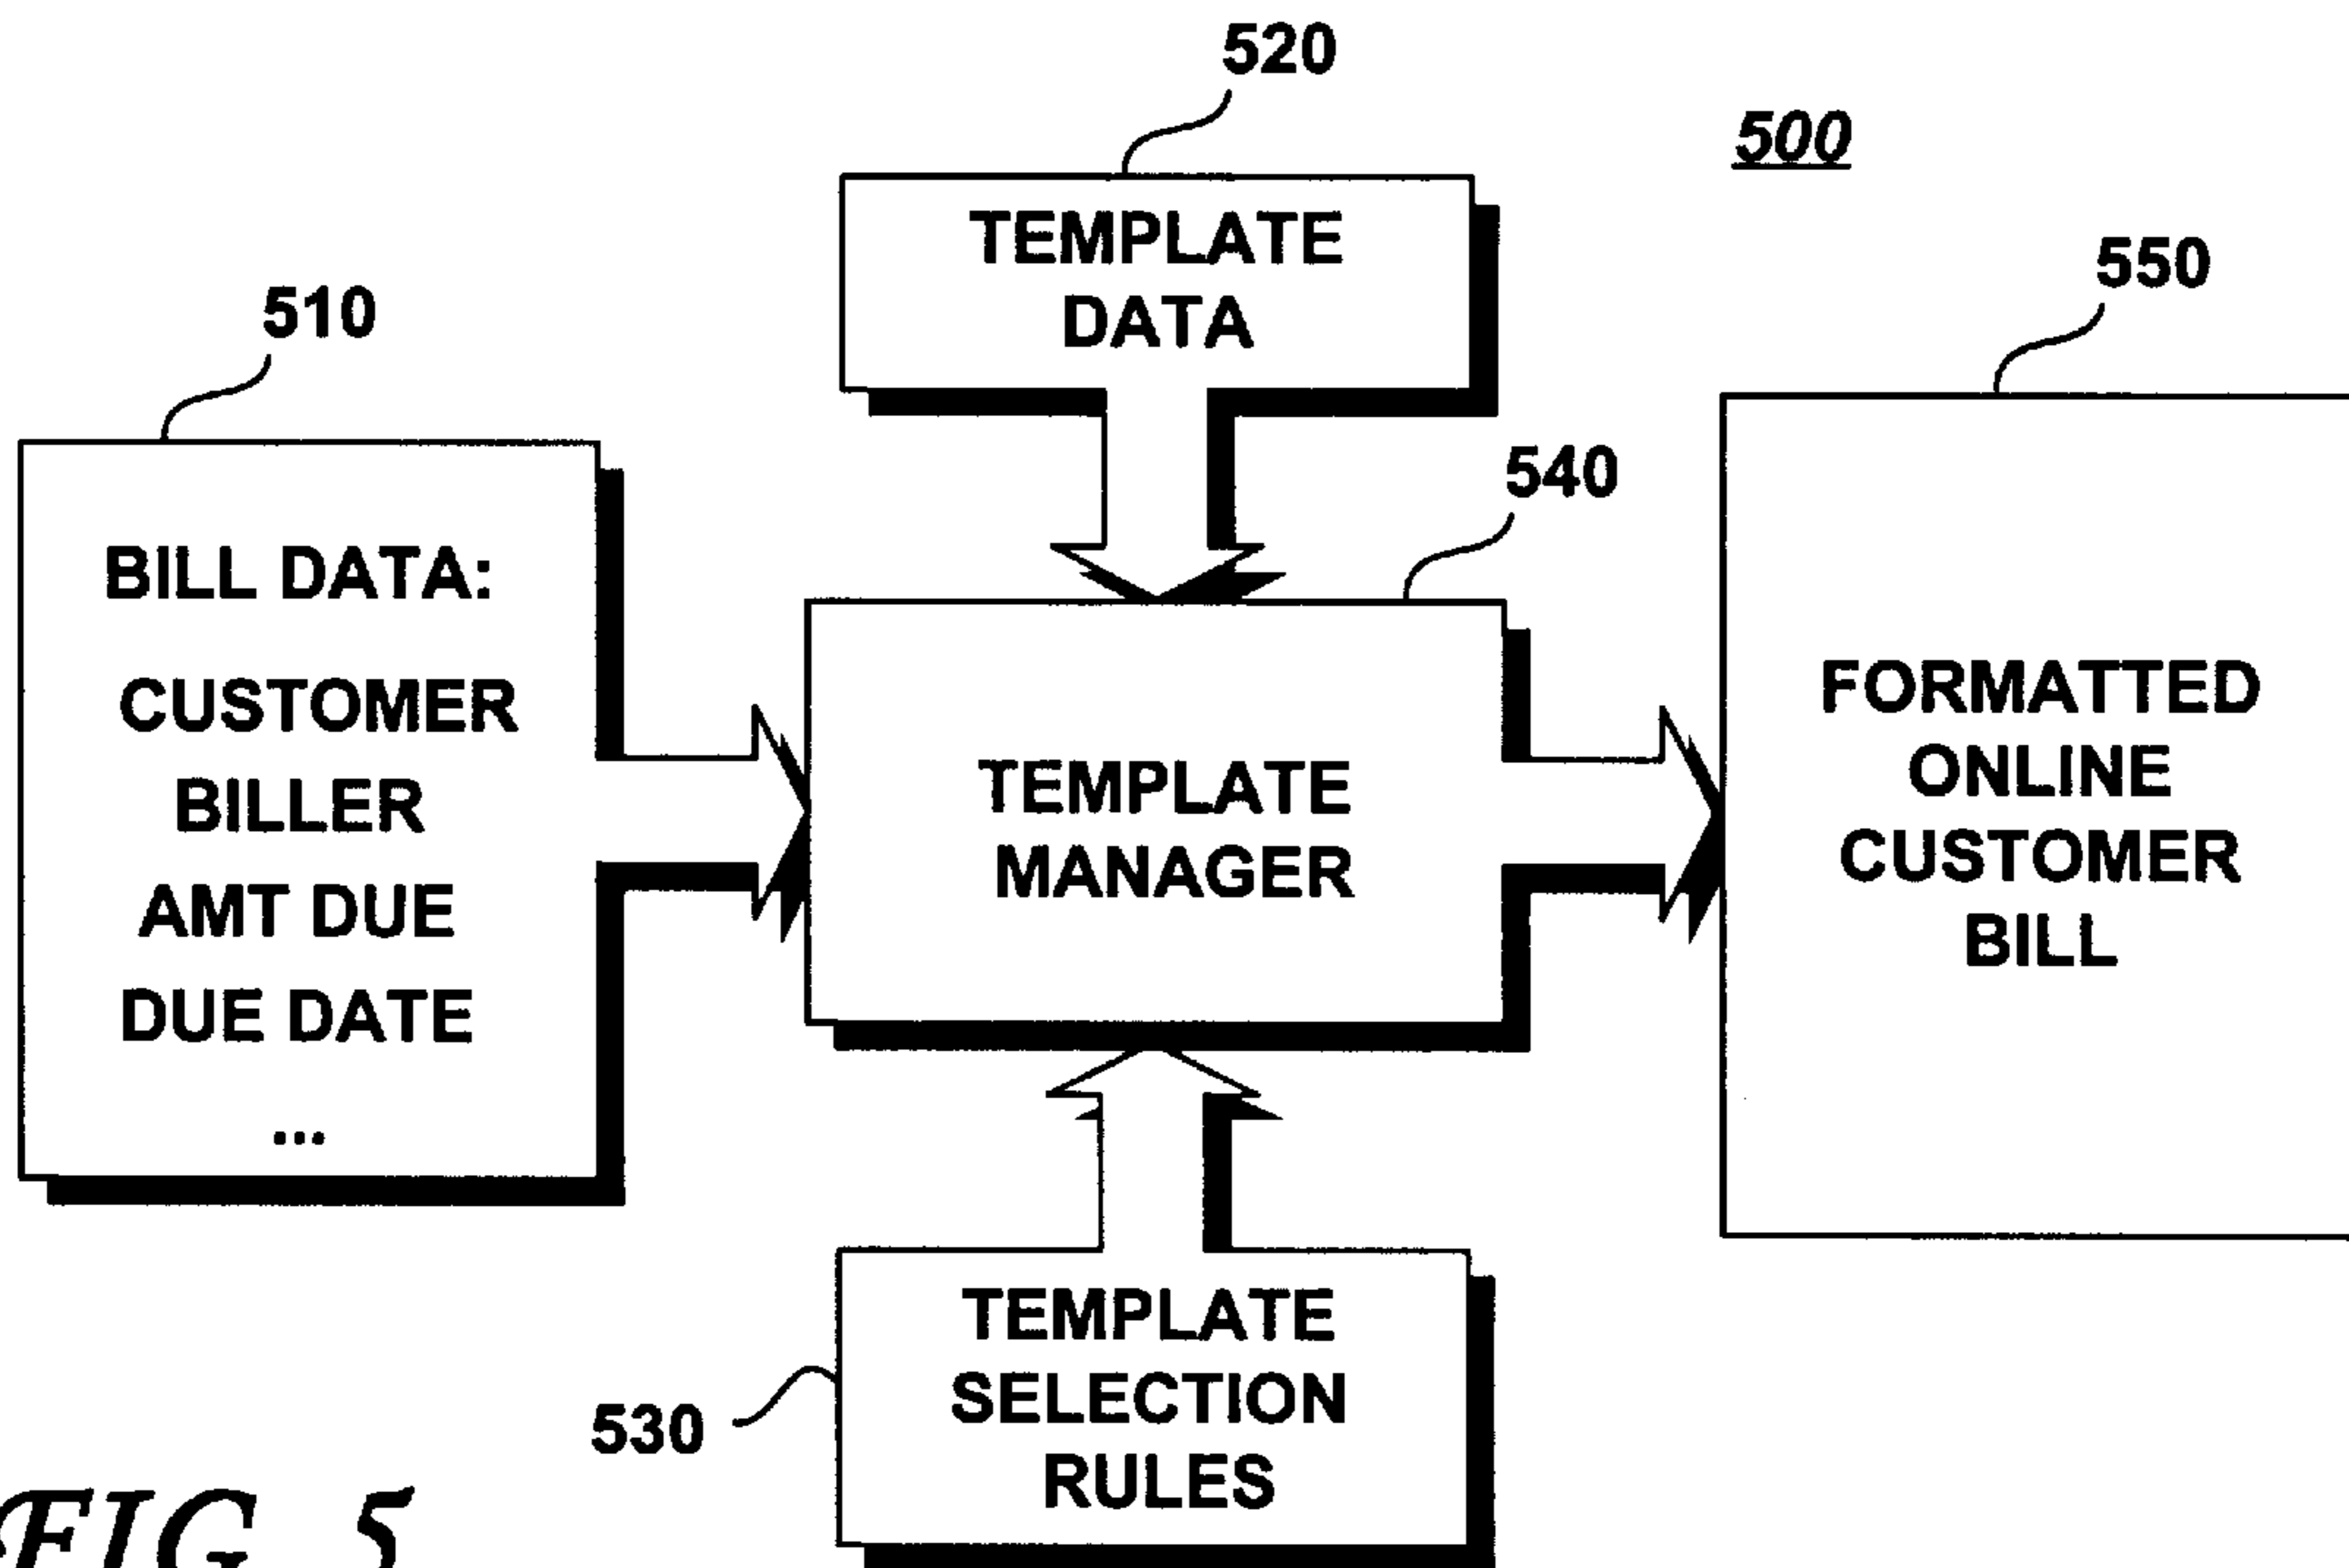 520
500
TEMPLATE
DATA
550
510
540
BILL DATA:
CUSTOMER
BILLER
AMT DUE
DUE DATE
...
TEMPLATE
MANAGER
FORMATTED
ONLINE
CUSTOMER
BILL
TEMPLATE
SELECTION
RULES
530
FIG. 5